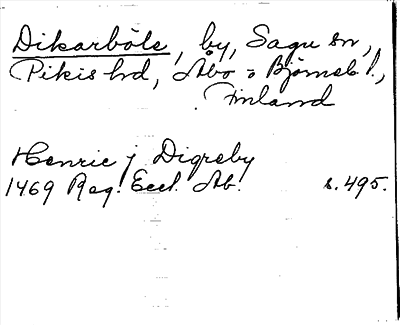 Dikarböle, by, Sagu sn,
Pikis hd, Åbo o Björneb l.,
Finland
Henric j Digreby
1469 Reg. Eccl. Ab. s. 495.